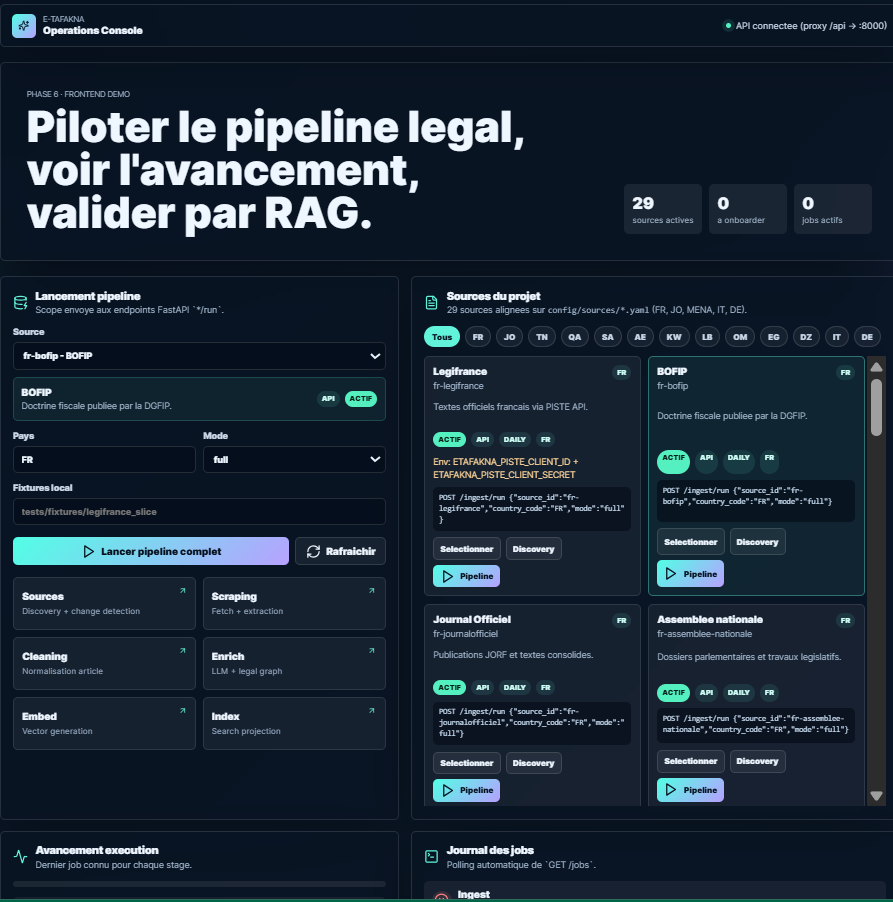 E-TAFAKNA
Operations Console
API connectee (proxy /api → :8000)
PHASE 6 · FRONTEND DEMO
Piloter le pipeline legal,
voir l'avancement,
valider par RAG.
29
sources actives
0
a onboarder
0
jobs actifs
Lancement pipeline
Scope envoye aux endpoints FastAPI `*/run`.
Source
fr-bofip - BOFIP
BOFIP
Doctrine fiscale publiee par la DGFIP.
API
ACTIF
Pays
Mode
FR
full
Fixtures local
tests/fixtures/legifrance_slice
Lancer pipeline complet
Rafraichir
Sources
Discovery + change detection
Scraping
Fetch + extraction
Cleaning
Normalisation article
Enrich
LLM + legal graph
Embed
Vector generation
Index
Search projection
Sources du projet
29 sources alignees sur config/sources/*.yaml (FR, JO, MENA, IT, DE).
Tous FR JO TN QA SA AE KW LB OM EG DZ IT DE
Legifrance
FR
fr-legifrance
Textes officiels francais via PISTE API.
ACTIF API DAILY FR
Env: ETAFAKNA_PISTE_CLIENT_ID +
ETAFAKNA_PISTE_CLIENT_SECRET
POST /ingest/run {"source_id":"fr-
legifrance","country_code":"FR","mode":"full"
}
Selectionner Discovery
Pipeline
BOFIP
FR
fr-bofip
Doctrine fiscale publiee par la DGFIP.
ACTIF API DAILY FR
POST /ingest/run {"source_id":"fr-
bofip","country_code":"FR","mode":"full"}
Selectionner Discovery
Pipeline
Journal Officiel
FR
fr-journalofficiel
Publications JORF et textes consolides.
ACTIF API DAILY FR
POST /ingest/run {"source_id":"fr-
journalofficiel","country_code":"FR","mode":"
full"}
Selectionner Discovery
Pipeline
Assemblee nationale
FR
fr-assemblee-nationale
Dossiers parlementaires et travaux legislatifs.
ACTIF API DAILY FR
POST /ingest/run {"source_id":"fr-assemblee-
nationale","country_code":"FR","mode":"full"}
Selectionner Discovery
Pipeline
Avancement execution
Dernier job connu pour chaque stage.
Journal des jobs
Polling automatique de `GET /jobs`.
Ingest